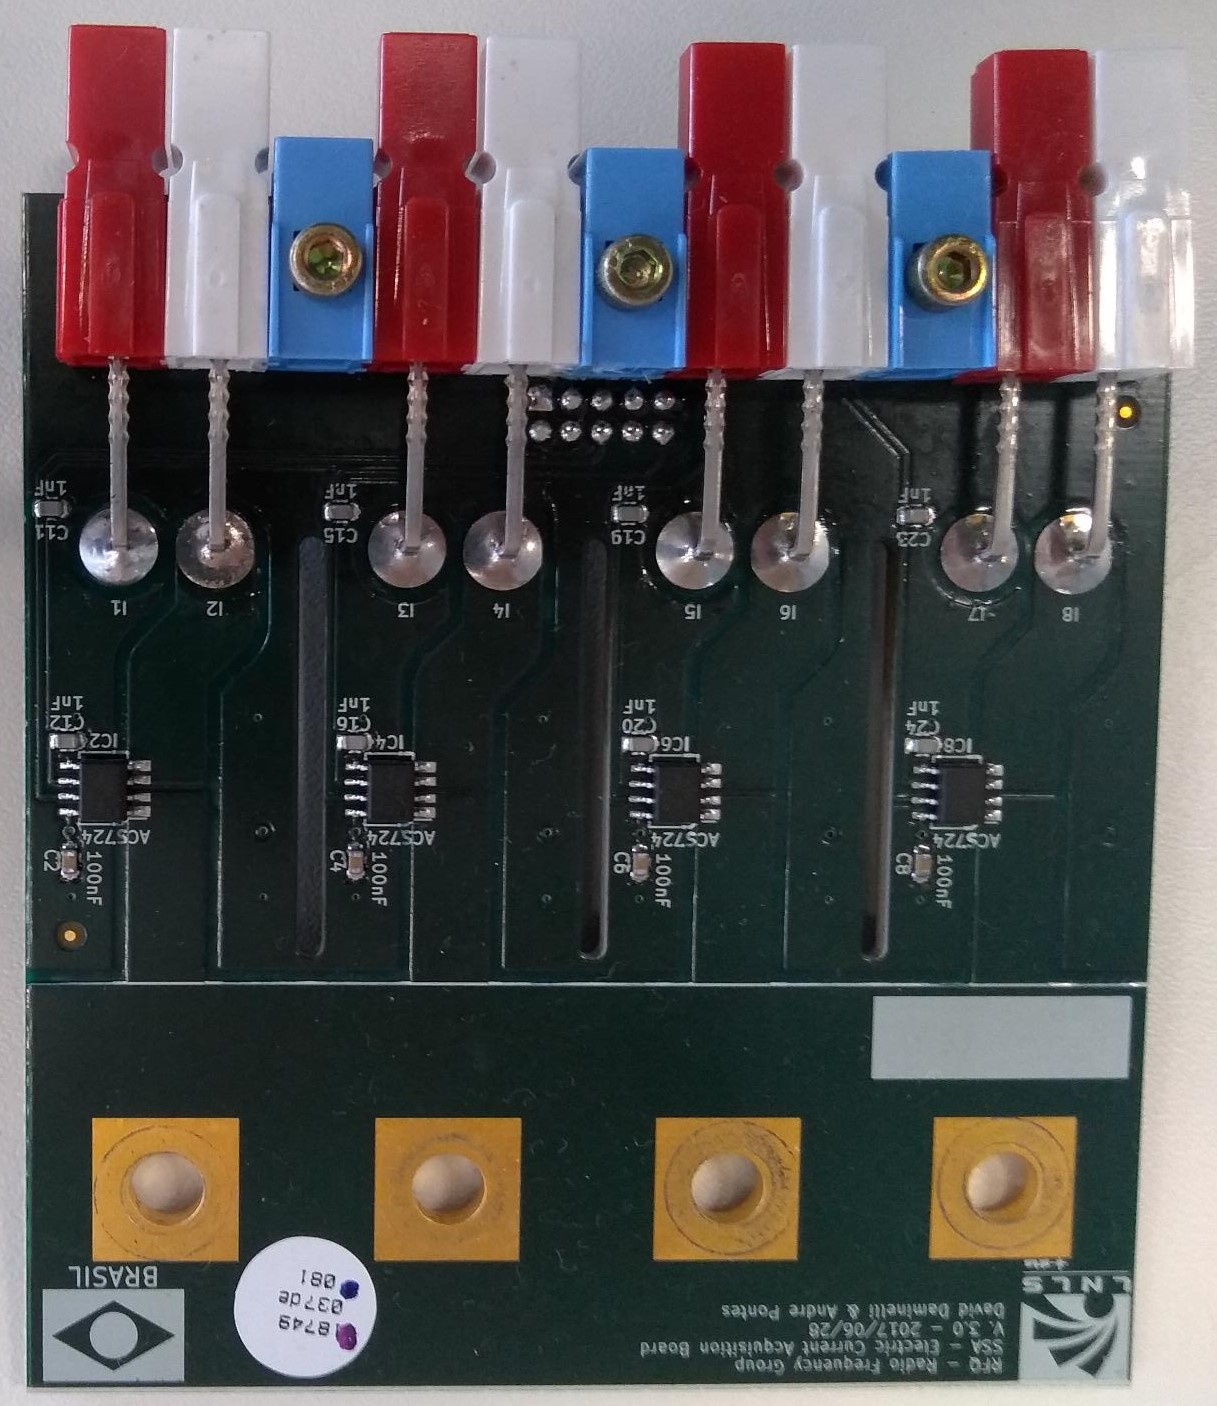 RFQ - Radio Frequency Group
SSA - Electric Current Acquisition Board
V. 3.0 - 2017/06/28
David Daminelli & Andre Pontes
LNLS
BRASIL
18749
037de
081
C8
100nF
C6
100nF
C4
100nF
C2
100nF
ACS724
ACS724
ACS724
ACS724
IC8
C24
1nF
IC6
C20
1nF
IC4
C16
1nF
IC2
C12
1nF
I8
I7
I6
I5
I4
I3
I2
I1
C23
1nF
C19
1nF
C15
1nF
C11
1nF